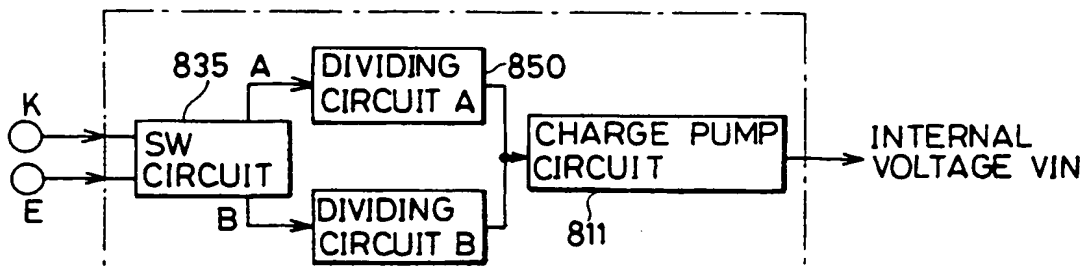 835
A
DIVIDING
CIRCUIT A
850
K
SW
CIRCUIT
CHARGE PUMP
CIRCUIT
INTERNAL
VOLTAGE VIN
E
B
DIVIDING
CIRCUIT B
811